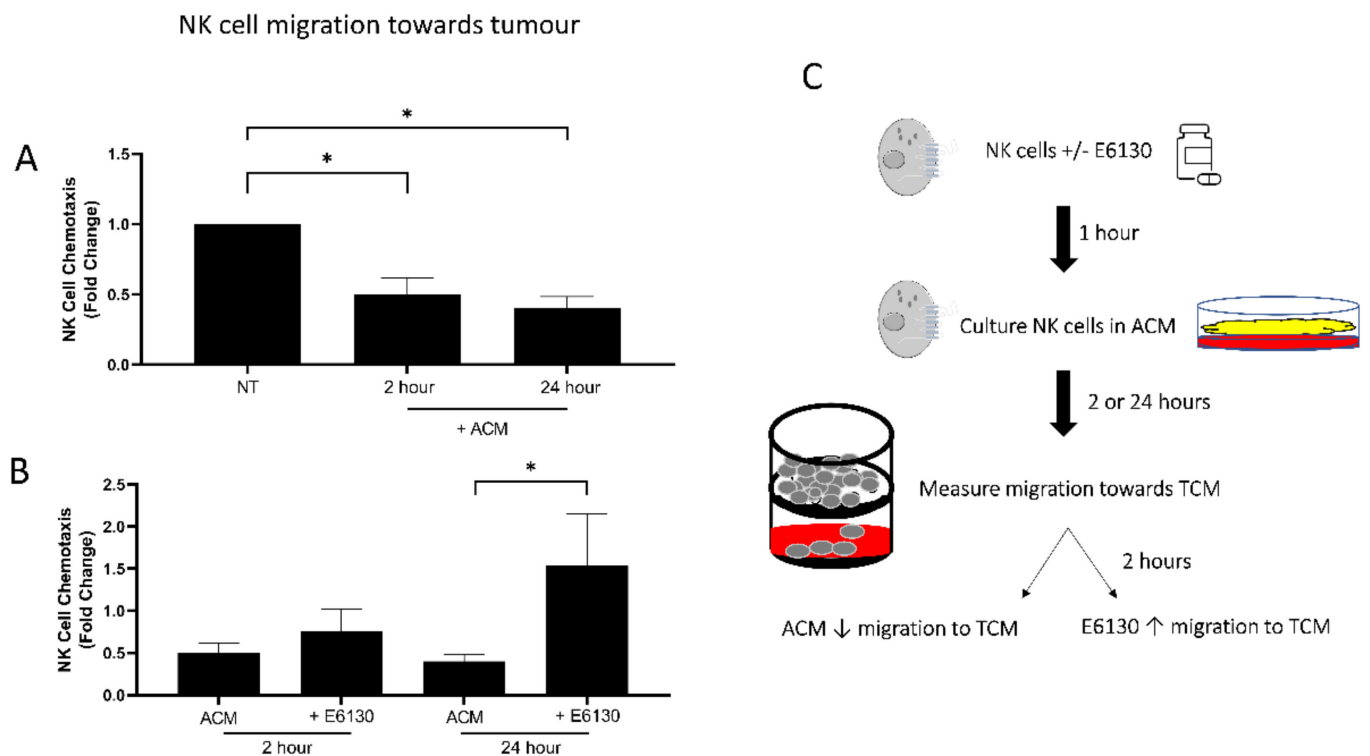 NK cell migration towards tumour
A
NK Cell Chemotaxis
(Fold Change)
1.5
1.0
0.5
0.0
*
*
NT
2 hour
24 hour
+ ACM
B
NK Cell Chemotaxis
(Fold Change)
2.5
2.0
1.5
1.0
0.5
0.0
*
ACM
+ E6130
ACM
+ E6130
2 hour
24 hour
C
NK cells +/- E6130
1 hour
Culture NK cells in ACM
2 or 24 hours
Measure migration towards TCM
2 hours
ACM ↓ migration to TCM
E6130 ↑ migration to TCM